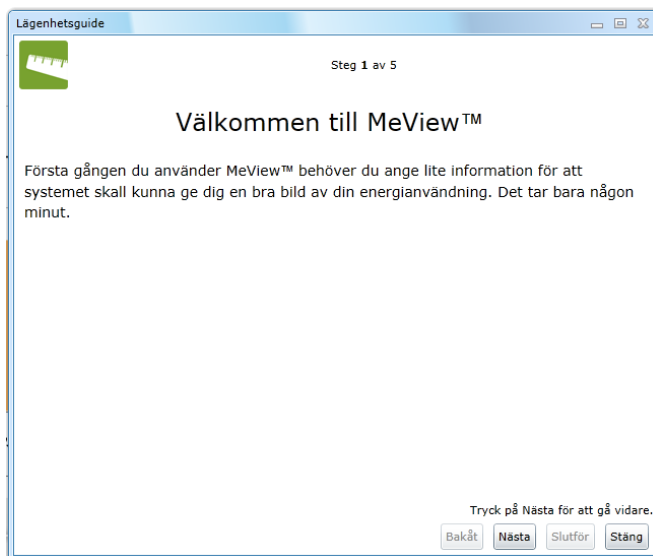 Lägenhetsguide
Steg 1 av 5
Välkommen till MeView™
Första gången du använder MeView™ behöver du ange lite information för att
systemet skall kunna ge dig en bra bild av din energianvändning. Det tar bara någon
minut.
Tryck på Nästa för att gå vidare.
Bakåt Nästa Slutför Stäng